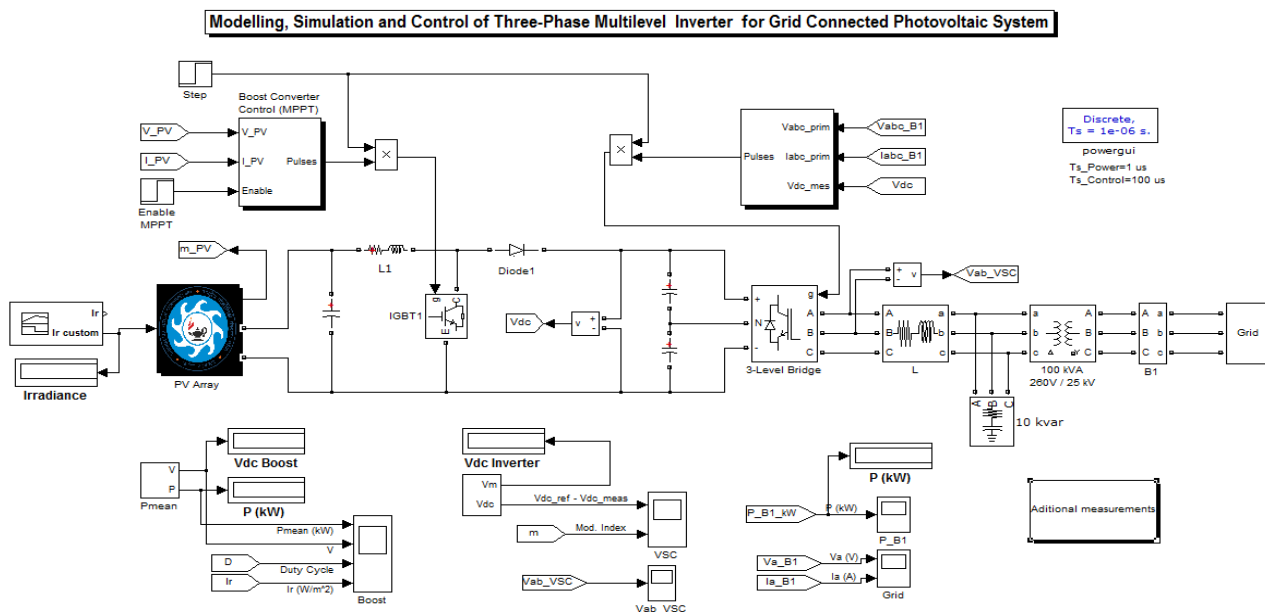 Modelling, Simulation and Control of Three-Phase Multilevel Inverter for Grid Connected Photovoltaic System
Step
Boost Converter
Control (MPPT)
V_PV
V_PV
I_PV
I_PV
Pulses
Enable
Enable
MPPT
×
×
Pulses
Vabc_prim
Iabc_prim
Vdc_mes
Vabc_B1
Iabc_B1
Vdc
Discrete,
Ts = 1e-06 s.
powergui
Ts_Power=1 us
Ts_Control=100 us
m_PV
Ir
Ir custom
Irradiance
PV Array
+
L1
+
g
C
E
IGBT1
Diode1
Vdc
v
+
-
+
+
+
N
-
g
A
B
C
3-Level Bridge
+
-
v
Vab_VSC
A
B
C
a
b
c
L
a
b
c
A
B
C
Δ
Y
100 kVA
260V / 25 kV
A
B
C
a
b
c
B1
Grid
A
B
C
10 kvar
V
P
Pmean
Vdc Boost
P (kW)
Pmean (kW)
V
D
Duty Cycle
Ir
Ir (W/m^2)
Boost
Vdc Inverter
Vm
Vdc
Vdc_ref - Vdc_meas
m
Mod. Index
VSC
Vab_VSC
Vab_VSC
P (kW)
P_B1_kW
P (kW)
P_B1
Va_B1
Va (V)
Ia_B1
Ia (A)
Grid
Aditional measurements